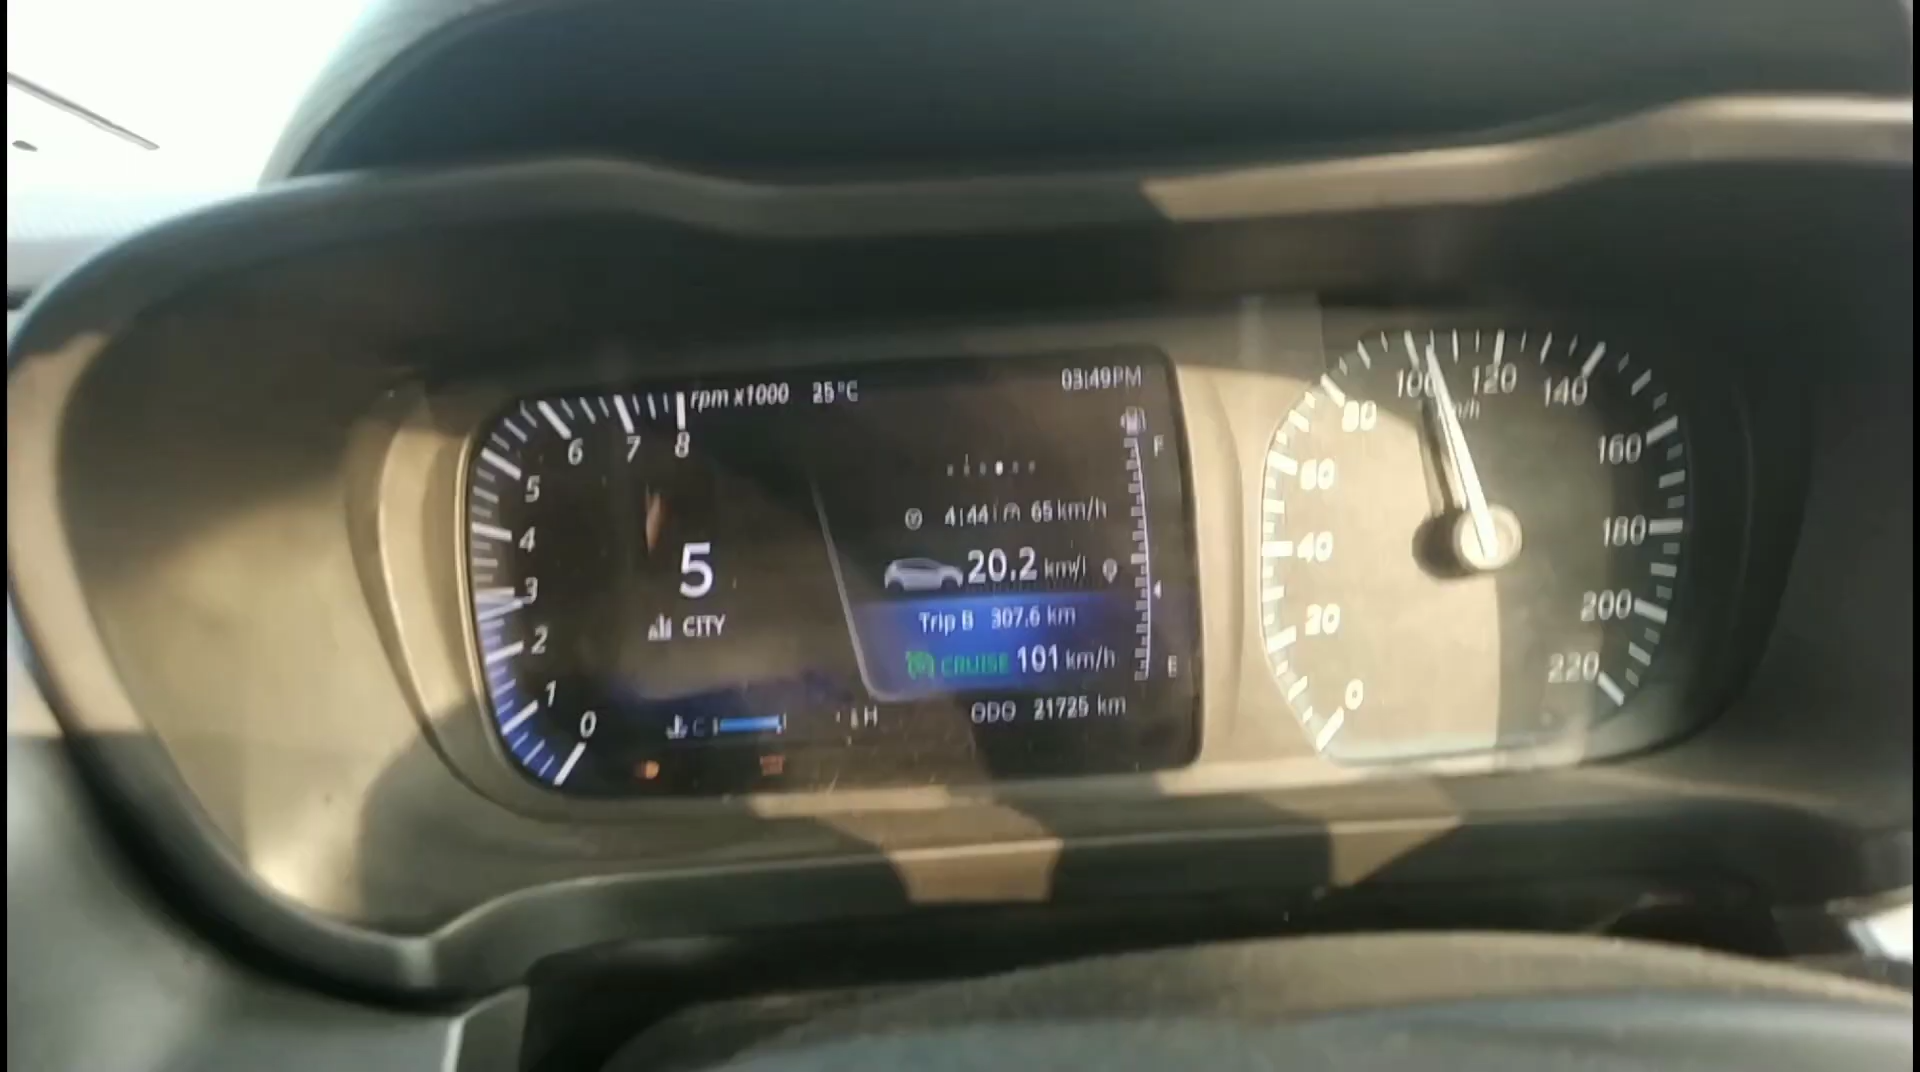 rpm x1000 25°C 03:49PM
8
7
6
5
4
3
2
1
0
5
CITY
4:44 65 km/h
20.2 km/l
Trip B 307.6 km
CRUISE 101 km/h
ODO 21725 km
C H
F
E
0
20
40
60
80
100
120
140
160
180
200
220
km/h